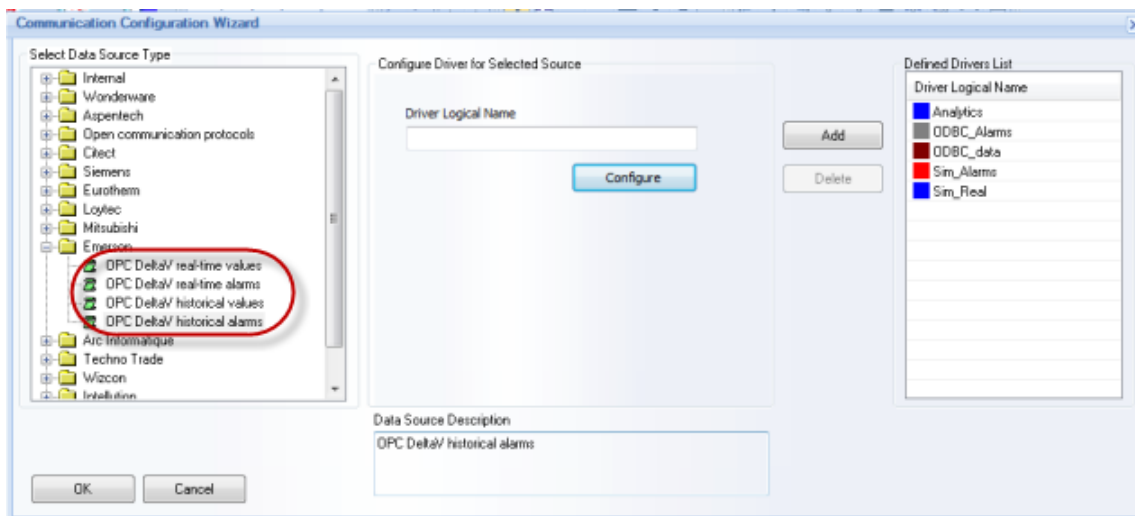 Communication Configuration Wizard
Select Data Source Type
Internal
Wonderware
Aspentech
Open communication protocols
Citect
Siemens
Eurotherm
Loytec
Mitsubishi
Emerson
OPC DeltaV real-time values
OPC DeltaV real-time alarms
OPC DeltaV historical values
OPC DeltaV historical alarms
Arc Informatique
Techno Trade
Wizcon
Intellution
Configure Driver for Selected Source
Driver Logical Name
Configure
Add
Delete
Defined Drivers List
Driver Logical Name
Analytics
ODBC_Alarms
ODBC_data
Sim_Alarms
Sim_Real
Data Source Description
OPC DeltaV historical alarms
OK
Cancel